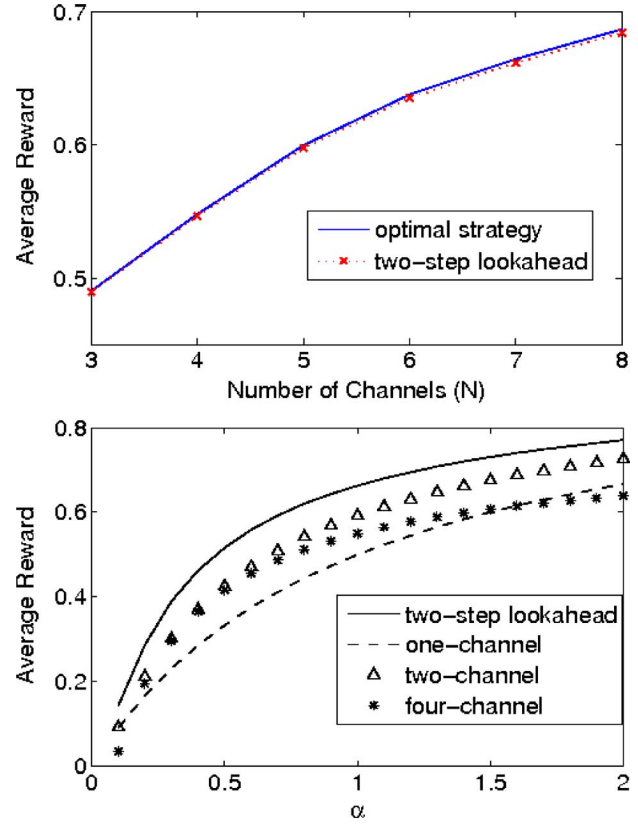 0.7
0.6
0.5
Average Reward
optimal strategy
two-step lookahead
3 4 5 6 7 8
Number of Channels (N)
0.8
0.6
0.4
0.2
0
Average Reward
two-step lookahead
one-channel
two-channel
four-channel
0 0.5 1 1.5 2
α